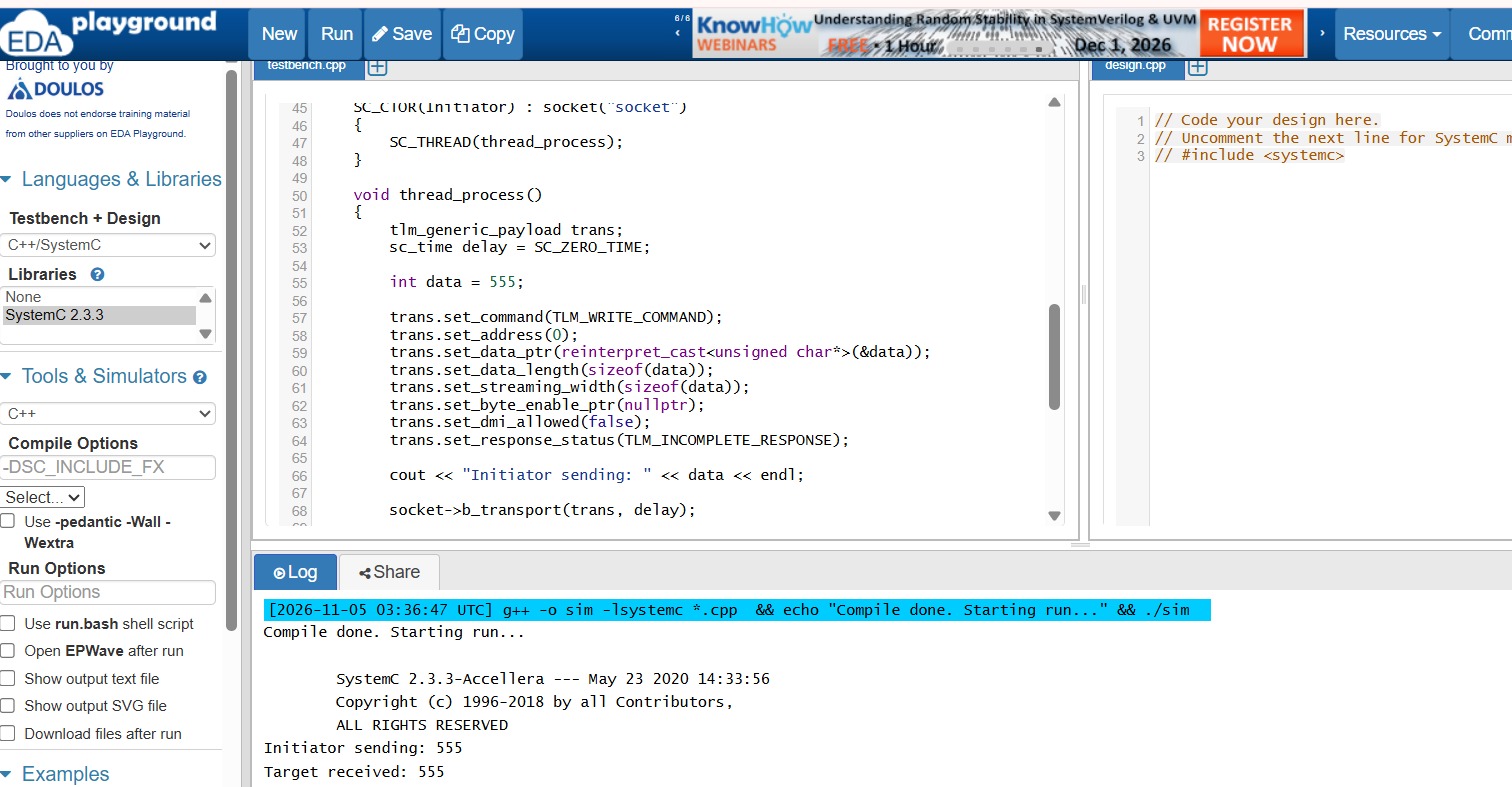 EDA playground
New
Run
Save
Copy
6/6
KnowHow
WEBINARS
Understanding Random Stability in SystemVerilog & UVM
FREE • 1 Hour
Dec 1, 2026
REGISTER
NOW
Resources
Brought to you by
DOULOS
Doulos does not endorse training material
from other suppliers on EDA Playground.
Languages & Libraries
Testbench + Design
C++/SystemC
Libraries
None
SystemC 2.3.3
Tools & Simulators
C++
Compile Options
-DSC_INCLUDE_FX
Select...
Use -pedantic -Wall -
Wextra
Run Options
Run Options
Use run.bash shell script
Open EPWave after run
Show output text file
Show output SVG file
Download files after run
Examples
testbench.cpp
45 SC_CTOR(Initiator) : socket("socket")
46 {
47 SC_THREAD(thread_process);
48 }
49
50 void thread_process()
51 {
52 tlm_generic_payload trans;
53 sc_time delay = SC_ZERO_TIME;
54
55 int data = 555;
56
57 trans.set_command(TLM_WRITE_COMMAND);
58 trans.set_address(0);
59 trans.set_data_ptr(reinterpret_cast<unsigned char*>(&data));
60 trans.set_data_length(sizeof(data));
61 trans.set_streaming_width(sizeof(data));
62 trans.set_byte_enable_ptr(nullptr);
63 trans.set_dmi_allowed(false);
64 trans.set_response_status(TLM_INCOMPLETE_RESPONSE);
65
66 cout << "Initiator sending: " << data << endl;
67
68 socket->b_transport(trans, delay);
design.cpp
1 // Code your design here.
2 // Uncomment the next line for SystemC
3 // #include <systemc>
Log
Share
[2026-11-05 03:36:47 UTC] g++ -o sim -lsystemc *.cpp && echo "Compile done. Starting run..." && ./sim
Compile done. Starting run...
SystemC 2.3.3-Accellera --- May 23 2020 14:33:56
Copyright (c) 1996-2018 by all Contributors,
ALL RIGHTS RESERVED
Initiator sending: 555
Target received: 555